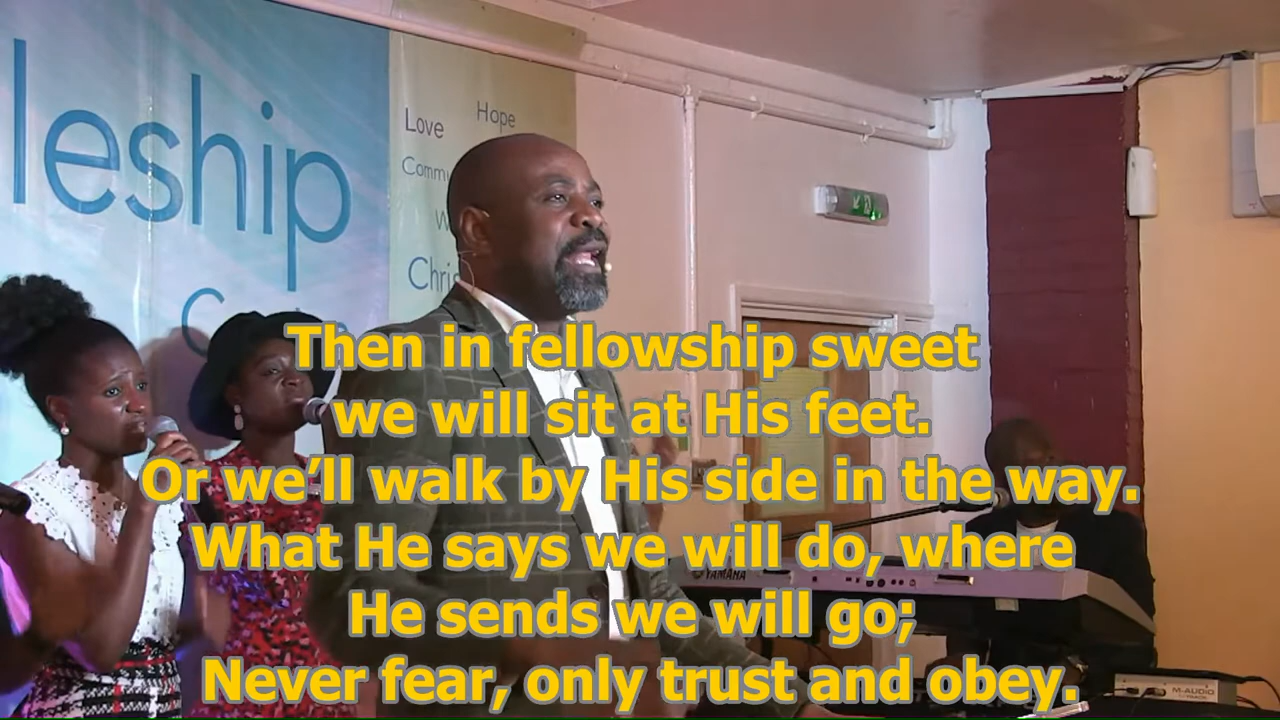 leship
Love
Hope
Then in fellowship sweet
we will sit at His feet.
Or we’ll walk by His side in the way.
What He says we will do, where
He sends we will go;
Never fear, only trust and obey.
YAMAHA
M-AUDIO